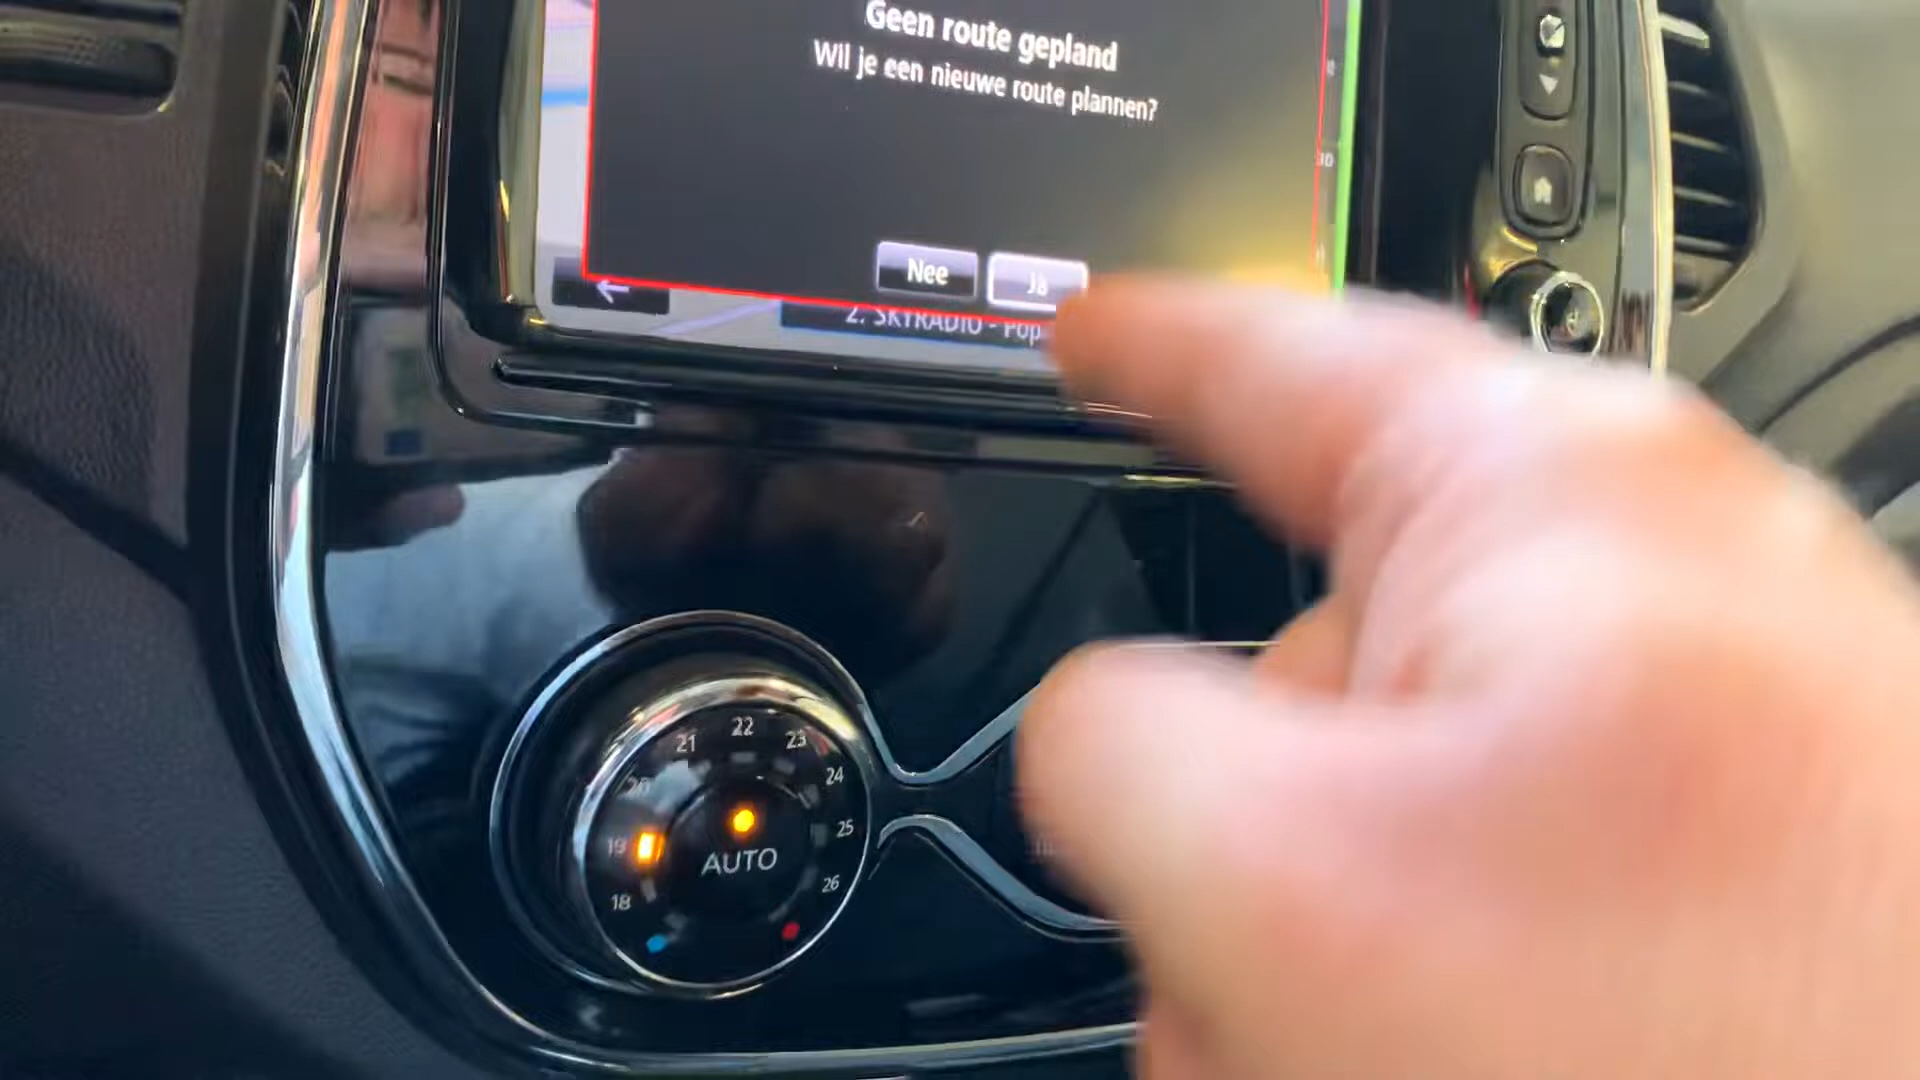 Geen route gepland
Wil je een nieuwe route plannen?
Nee
Ja
2. SKYRADIO - Pop
22
21
23
20
24
19
25
AUTO
18
26